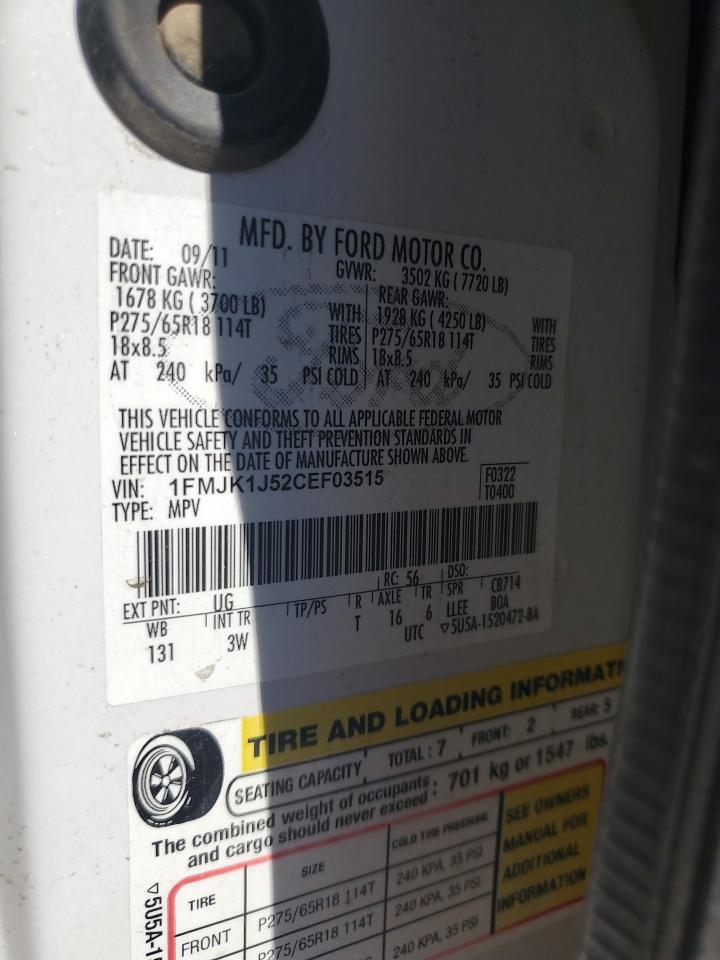 MFD. BY FORD MOTOR CO.
DATE: 09/11
GVWR: 3502 KG ( 7720 LB)
FRONT GAWR:
1678 KG ( 3700 LB)
P275/65R18 114T
18x8.5
AT 240 kPa/ 35 PSI COLD
WITH
TIRES
RIMS
REAR GAWR:
1928 KG ( 4250 LB)
P275/65R18 114T
18x8.5
AT 240 kPa/ 35 PSI COLD
WITH
TIRES
RIMS
Ford
THIS VEHICLE CONFORMS TO ALL APPLICABLE FEDERAL MOTOR
VEHICLE SAFETY AND THEFT PREVENTION STANDARDS IN
EFFECT ON THE DATE OF MANUFACTURE SHOWN ABOVE.
VIN: 1FMJK1J52CEF03515
TYPE: MPV
F0322
T0400
EXT PNT: UG RC: 56 DSO:
WB INT TR TP/PS R AXLE TR SPR CB714
131 3W T 16 6 LLEE BOA
UTC ▽5U5A-1520472-BA
TIRE AND LOADING INFORMATI
SEATING CAPACITY TOTAL : 7 FRONT: 2 REAR: 5
The combined weight of occupants
and cargo should never exceed : 701 kg or 1547 lbs.
TIRE SIZE COLD TIRE PRESSURE
FRONT P275/65R18 114T 240 KPA, 35 PSI
P275/65R18 114T 240 KPA, 35 PSI
240 KPA, 35 PSI
SEE OWNERS
MANUAL FOR
ADDITIONAL
INFORMATION
▽5U5A-15